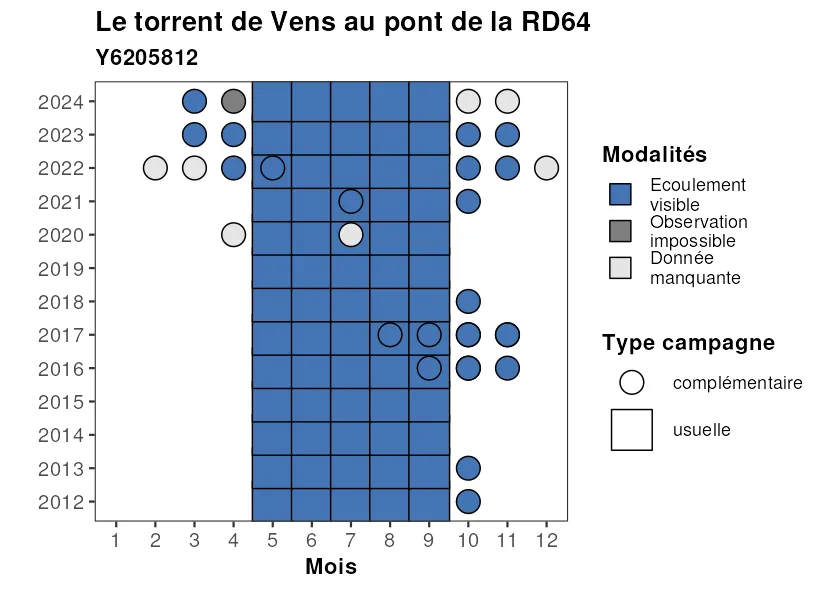 Le torrent de Vens au pont de la RD64
Y6205812
2024
2023
2022
2021
2020
2019
2018
2017
2016
2015
2014
2013
2012
1 2 3 4 5 6 7 8 9 10 11 12
Mois
Modalités
Ecoulement
visible
Observation
impossible
Donnée
manquante
Type campagne
complémentaire
usuelle